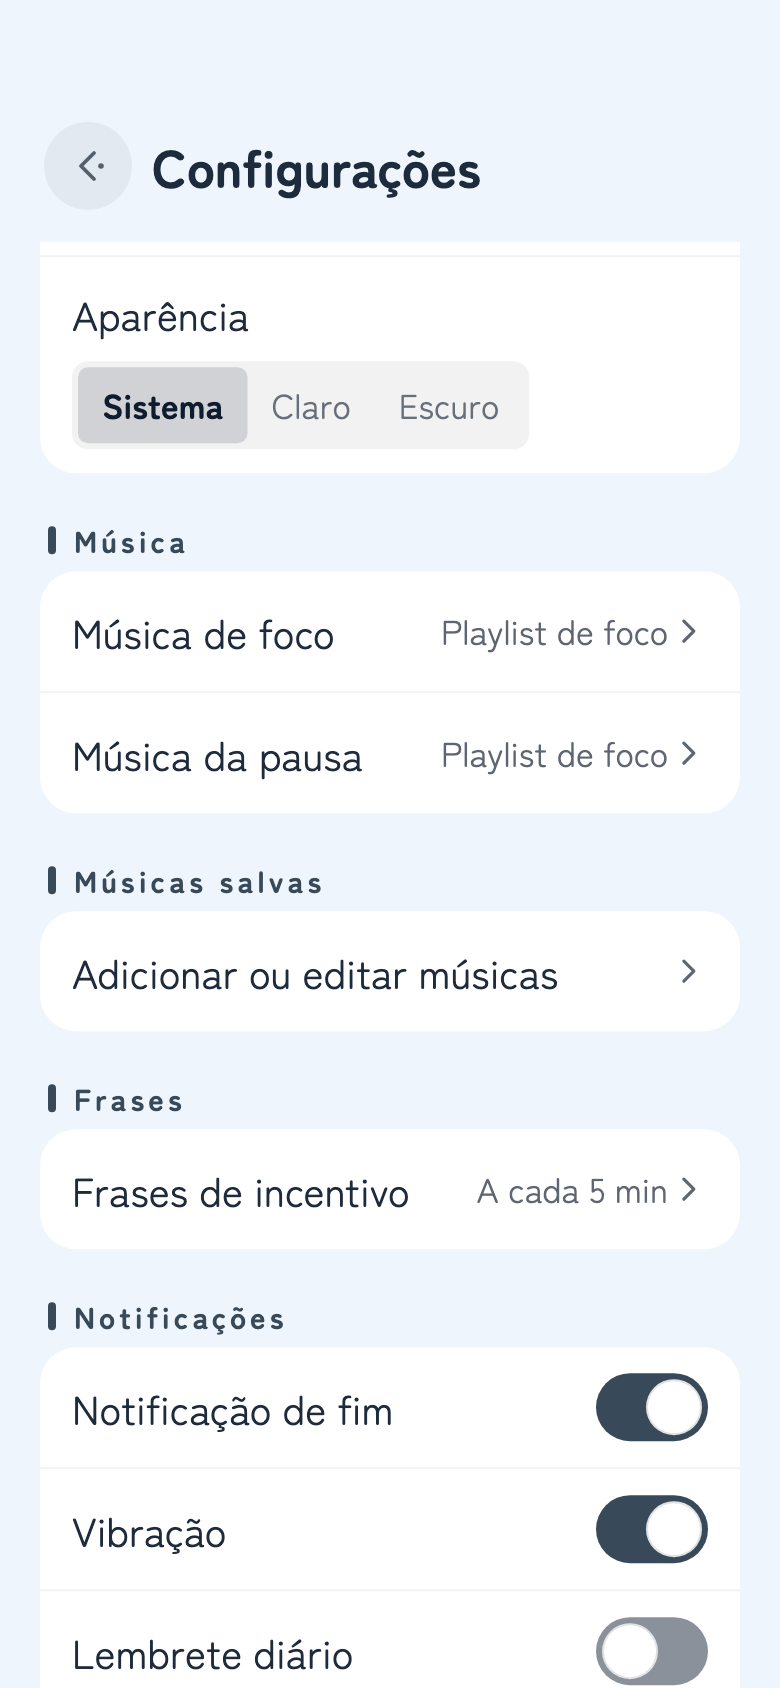 Configurações
Aparência
Sistema Claro Escuro
Música
Música de foco Playlist de foco
Música da pausa Playlist de foco
Músicas salvas
Adicionar ou editar músicas
Frases
Frases de incentivo A cada 5 min
Notificações
Notificação de fim
Vibração
Lembrete diário